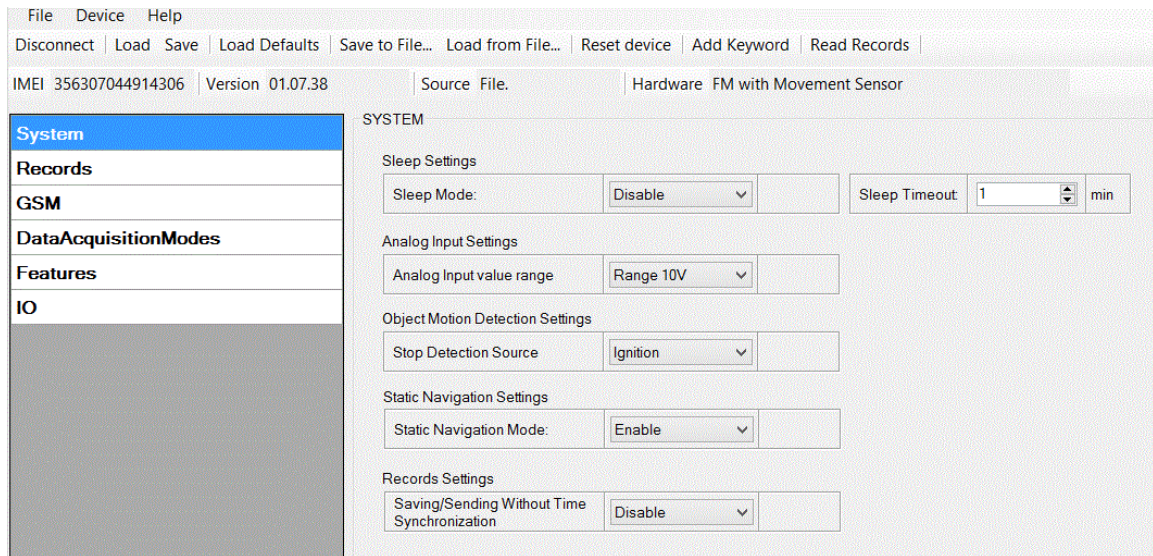 File Device Help
Disconnect Load Save Load Defaults Save to File... Load from File... Reset device Add Keyword Read Records
IMEI 356307044914306 Version 01.07.38 Source File. Hardware FM with Movement Sensor
System
Records
GSM
DataAcquisitionModes
Features
IO
SYSTEM
Sleep Settings
Sleep Mode: Disable Sleep Timeout: 1 min
Analog Input Settings
Analog Input value range Range 10V
Object Motion Detection Settings
Stop Detection Source Ignition
Static Navigation Settings
Static Navigation Mode: Enable
Records Settings
Saving/Sending Without Time
Synchronization Disable